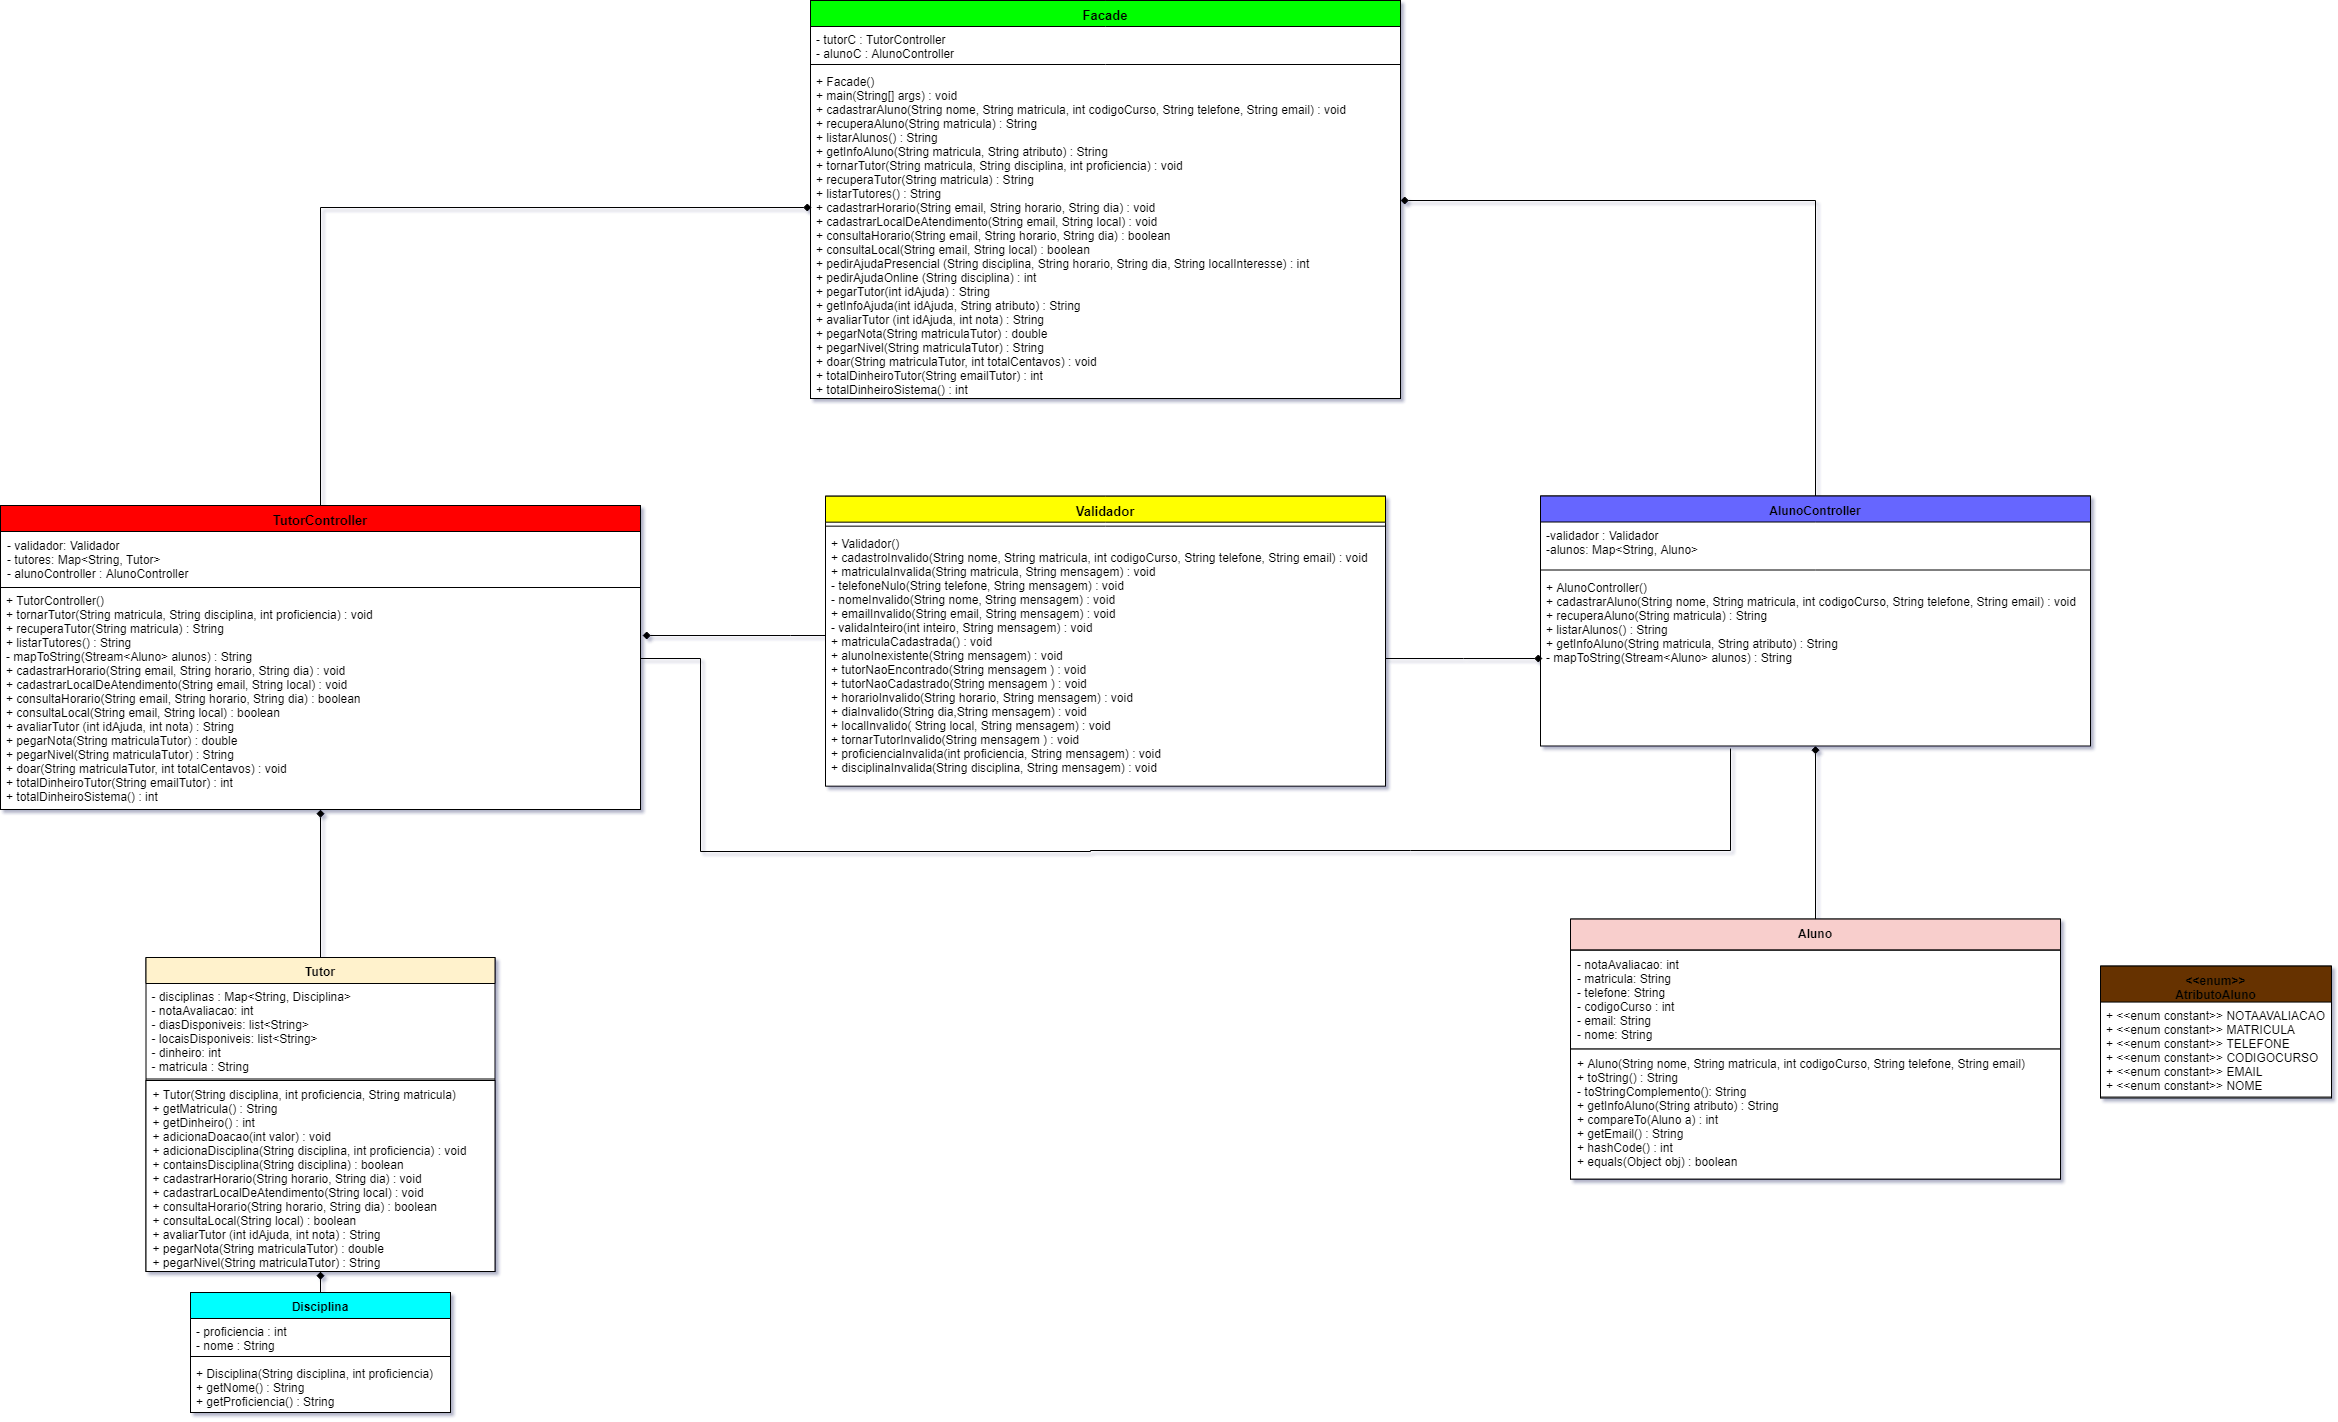 Facade
- tutorC : TutorController
- alunoC : AlunoController
+ Facade()
+ main(String[] args) : void
+ cadastrarAluno(String nome, String matricula, int codigoCurso, String telefone, String email) : void
+ recuperaAluno(String matricula) : String
+ listarAlunos() : String
+ getInfoAluno(String matricula, String atributo) : String
+ tornarTutor(String matricula, String disciplina, int proficiencia) : void
+ recuperaTutor(String matricula) : String
+ listarTutores() : String
+ cadastrarHorario(String email, String horario, String dia) : void
+ cadastrarLocalDeAtendimento(String email, String local) : void
+ consultaHorario(String email, String horario, String dia) : boolean
+ consultaLocal(String email, String local) : boolean
+ pedirAjudaPresencial (String disciplina, String horario, String dia, String localInteresse) : int
+ pedirAjudaOnline (String disciplina) : int
+ pegarTutor(int idAjuda) : String
+ getInfoAjuda(int idAjuda, String atributo) : String
+ avaliarTutor (int idAjuda, int nota) : String
+ pegarNota(String matriculaTutor) : double
+ pegarNivel(String matriculaTutor) : String
+ doar(String matriculaTutor, int totalCentavos) : void
+ totalDinheiroTutor(String emailTutor) : int
+ totalDinheiroSistema() : int
TutorController
- validador: Validador
- tutores: Map<String, Tutor>
- alunoController : AlunoController
+ TutorController()
+ tornarTutor(String matricula, String disciplina, int proficiencia) : void
+ recuperaTutor(String matricula) : String
+ listarTutores() : String
- mapToString(Stream<Aluno> alunos) : String
+ cadastrarHorario(String email, String horario, String dia) : void
+ cadastrarLocalDeAtendimento(String email, String local) : void
+ consultaHorario(String email, String horario, String dia) : boolean
+ consultaLocal(String email, String local) : boolean
+ avaliarTutor (int idAjuda, int nota) : String
+ pegarNota(String matriculaTutor) : double
+ pegarNivel(String matriculaTutor) : String
+ doar(String matriculaTutor, int totalCentavos) : void
+ totalDinheiroTutor(String emailTutor) : int
+ totalDinheiroSistema() : int
Validador
+ Validador()
+ cadastroInvalido(String nome, String matricula, int codigoCurso, String telefone, String email) : void
+ matriculaInvalida(String matricula, String mensagem) : void
- telefoneNulo(String telefone, String mensagem) : void
- nomeInvalido(String nome, String mensagem) : void
+ emailInvalido(String email, String mensagem) : void
- validaInteiro(int inteiro, String mensagem) : void
+ matriculaCadastrada() : void
+ alunoInexistente(String mensagem) : void
+ tutorNaoEncontrado(String mensagem ) : void
+ tutorNaoCadastrado(String mensagem ) : void
+ horarioInvalido(String horario, String mensagem) : void
+ diaInvalido(String dia,String mensagem) : void
+ localInvalido( String local, String mensagem) : void
+ tornarTutorInvalido(String mensagem ) : void
+ proficienciaInvalida(int proficiencia, String mensagem) : void
+ disciplinaInvalida(String disciplina, String mensagem) : void
AlunoController
-validador : Validador
-alunos: Map<String, Aluno>
+ AlunoController()
+ cadastrarAluno(String nome, String matricula, int codigoCurso, String telefone, String email) : void
+ recuperaAluno(String matricula) : String
+ listarAlunos() : String
+ getInfoAluno(String matricula, String atributo) : String
- mapToString(Stream<Aluno> alunos) : String
Tutor
- disciplinas : Map<String, Disciplina>
- notaAvaliacao: int
- diasDisponiveis: list<String>
- locaisDisponiveis: list<String>
- dinheiro: int
- matricula : String
+ Tutor(String disciplina, int proficiencia, String matricula)
+ getMatricula() : String
+ getDinheiro() : int
+ adicionaDoacao(int valor) : void
+ adicionaDisciplina(String disciplina, int proficiencia) : void
+ containsDisciplina(String disciplina) : boolean
+ cadastrarHorario(String horario, String dia) : void
+ cadastrarLocalDeAtendimento(String local) : void
+ consultaHorario(String horario, String dia) : boolean
+ consultaLocal(String local) : boolean
+ avaliarTutor (int idAjuda, int nota) : String
+ pegarNota(String matriculaTutor) : double
+ pegarNivel(String matriculaTutor) : String
Disciplina
- proficiencia : int
- nome : String
+ Disciplina(String disciplina, int proficiencia)
+ getNome() : String
+ getProficiencia() : String
Aluno
- notaAvaliacao: int
- matricula: String
- telefone: String
- codigoCurso : int
- email: String
- nome: String
+ Aluno(String nome, String matricula, int codigoCurso, String telefone, String email)
+ toString() : String
- toStringComplemento(): String
+ getInfoAluno(String atributo) : String
+ compareTo(Aluno a) : int
+ getEmail() : String
+ hashCode() : int
+ equals(Object obj) : boolean
<<enum>>
AtributoAluno
+ <<enum constant>> NOTAAVALIACAO
+ <<enum constant>> MATRICULA
+ <<enum constant>> TELEFONE
+ <<enum constant>> CODIGOCURSO
+ <<enum constant>> EMAIL
+ <<enum constant>> NOME